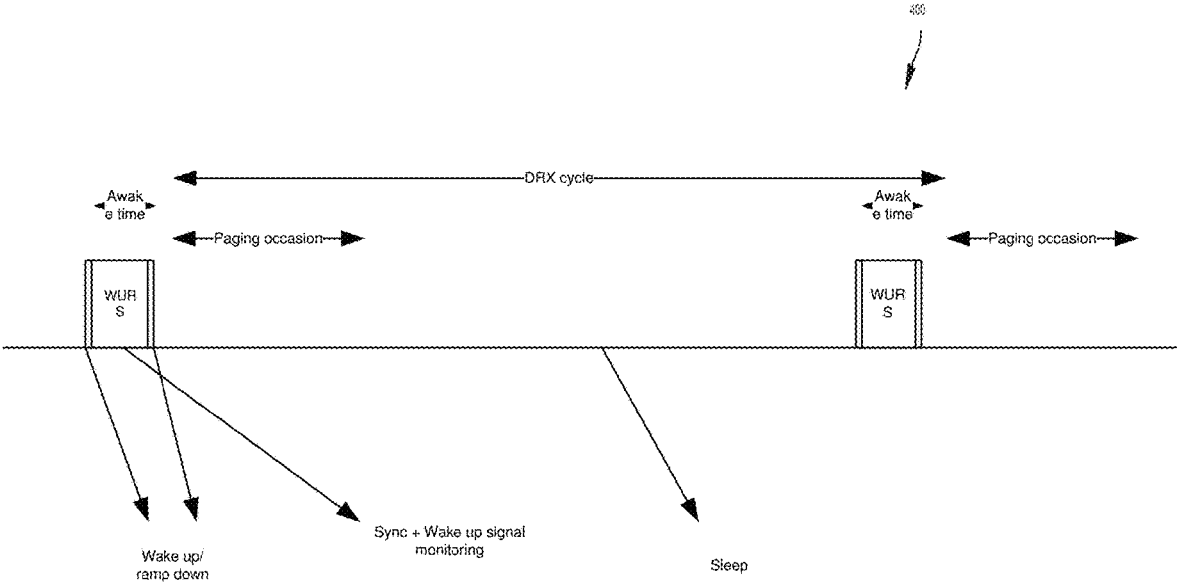 400
DRX cycle
Awak
e time
Awak
e time
Paging occasion
Paging occasion
WUR
S
WUR
S
Sync + Wake up signal
monitoring
Wake up/
ramp down
Sleep